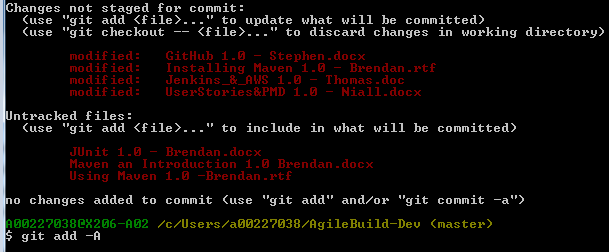 Changes not staged for commit:
(use "git add <file>..." to update what will be committed)
(use "git checkout -- <file>..." to discard changes in working directory)
modified: GitHub 1.0 - Stephen.docx
modified: Installing Maven 1.0 - Brendan.rtf
modified: Jenkins_&_AWS 1.0 - Thomas.doc
modified: UserStories&PMD 1.0 - Niall.docx
Untracked files:
(use "git add <file>..." to include in what will be committed)
JUnit 1.0 - Brendan.docx
Maven an Introduction 1.0 Brendan.docx
Using Maven 1.0 -Brendan.rtf
no changes added to commit (use "git add" and/or "git commit -a")
A00227038@X206-A02 /c/Users/a00227038/AgileBuild-Dev (master)
$ git add -A